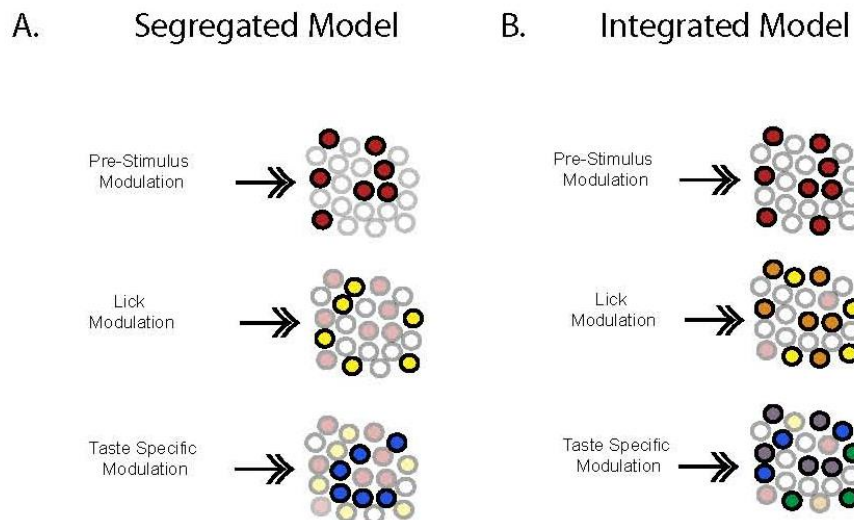 A. Segregated Model
B. Integrated Model
Pre-Stimulus
Modulation
Lick
Modulation
Taste Specific
Modulation
Pre-Stimulus
Modulation
Lick
Modulation
Taste Specific
Modulation